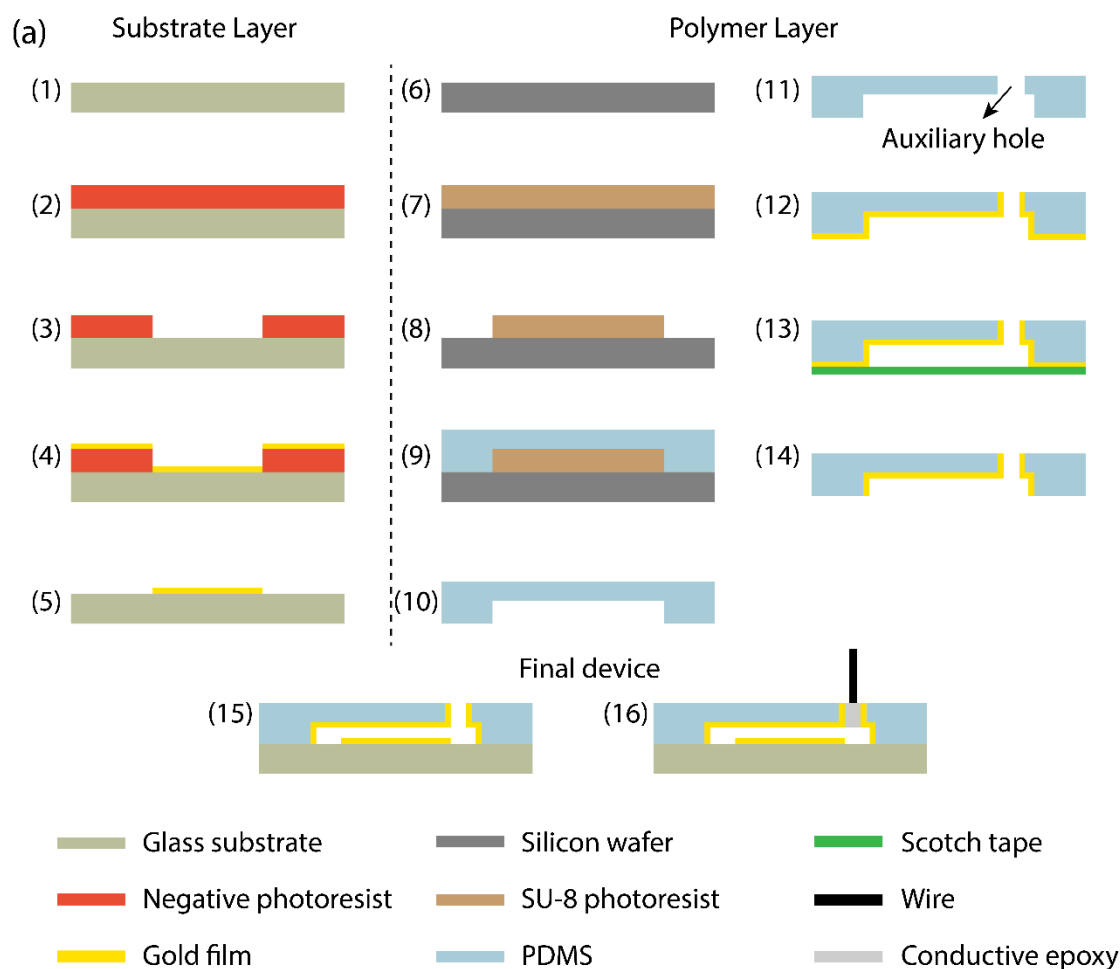 (a)
Substrate Layer
Polymer Layer
(1)
(2)
(3)
(4)
(5)
(6)
(7)
(8)
(9)
(10)
(11)
Auxiliary hole
(12)
(13)
(14)
Final device
(15)
(16)
Glass substrate
Silicon wafer
Scotch tape
Negative photoresist
SU-8 photoresist
Wire
Gold film
PDMS
Conductive epoxy